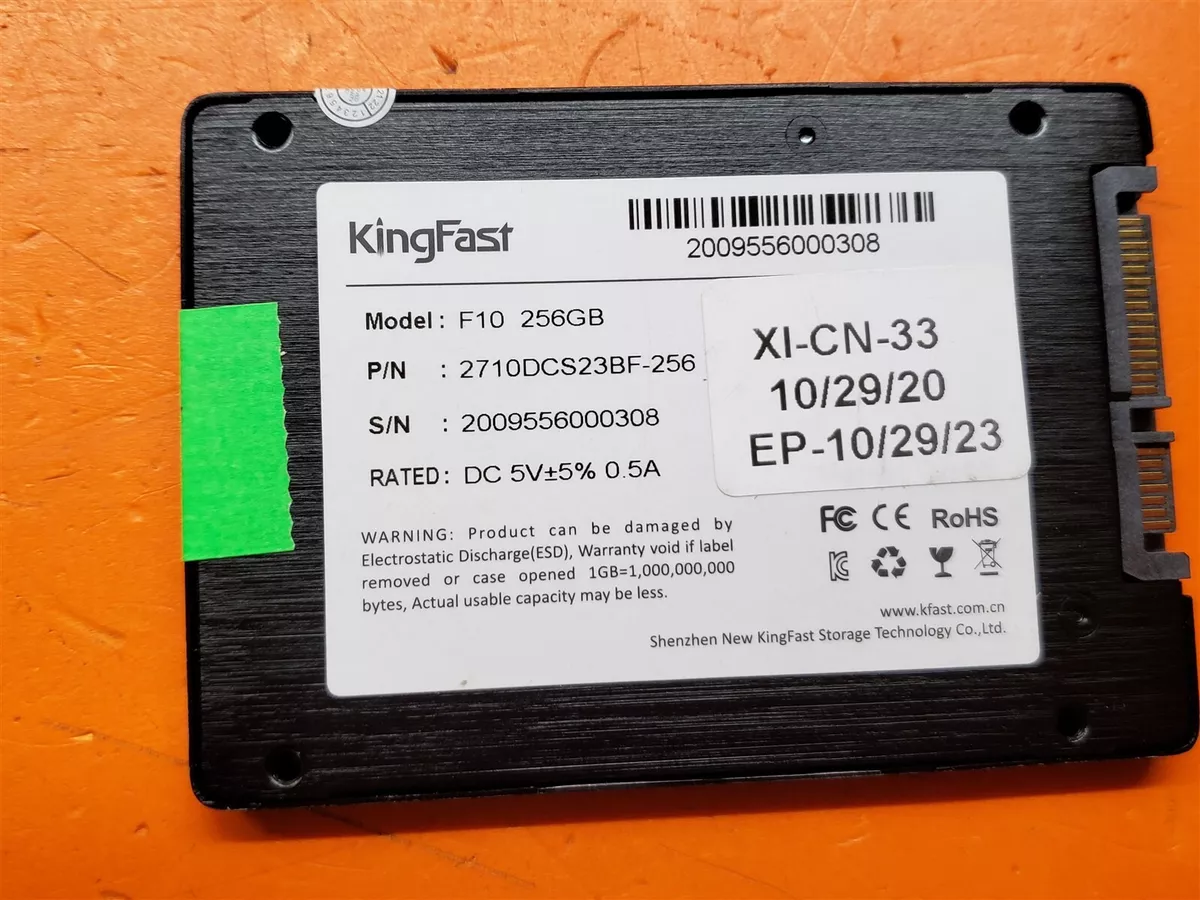 KingFast
2009556000308
Model : F10 256GB
P/N : 2710DCS23BF-256
S/N : 2009556000308
RATED : DC 5V±5% 0.5A
XI-CN-33
10/29/20
EP-10/29/23
WARNING: Product can be damaged by
Electrostatic Discharge(ESD), Warranty void if label
removed or case opened 1GB=1,000,000,000
bytes, Actual usable capacity may be less.
FC CE RoHS
www.kfast.com.cn
Shenzhen New KingFast Storage Technology Co.,Ltd.